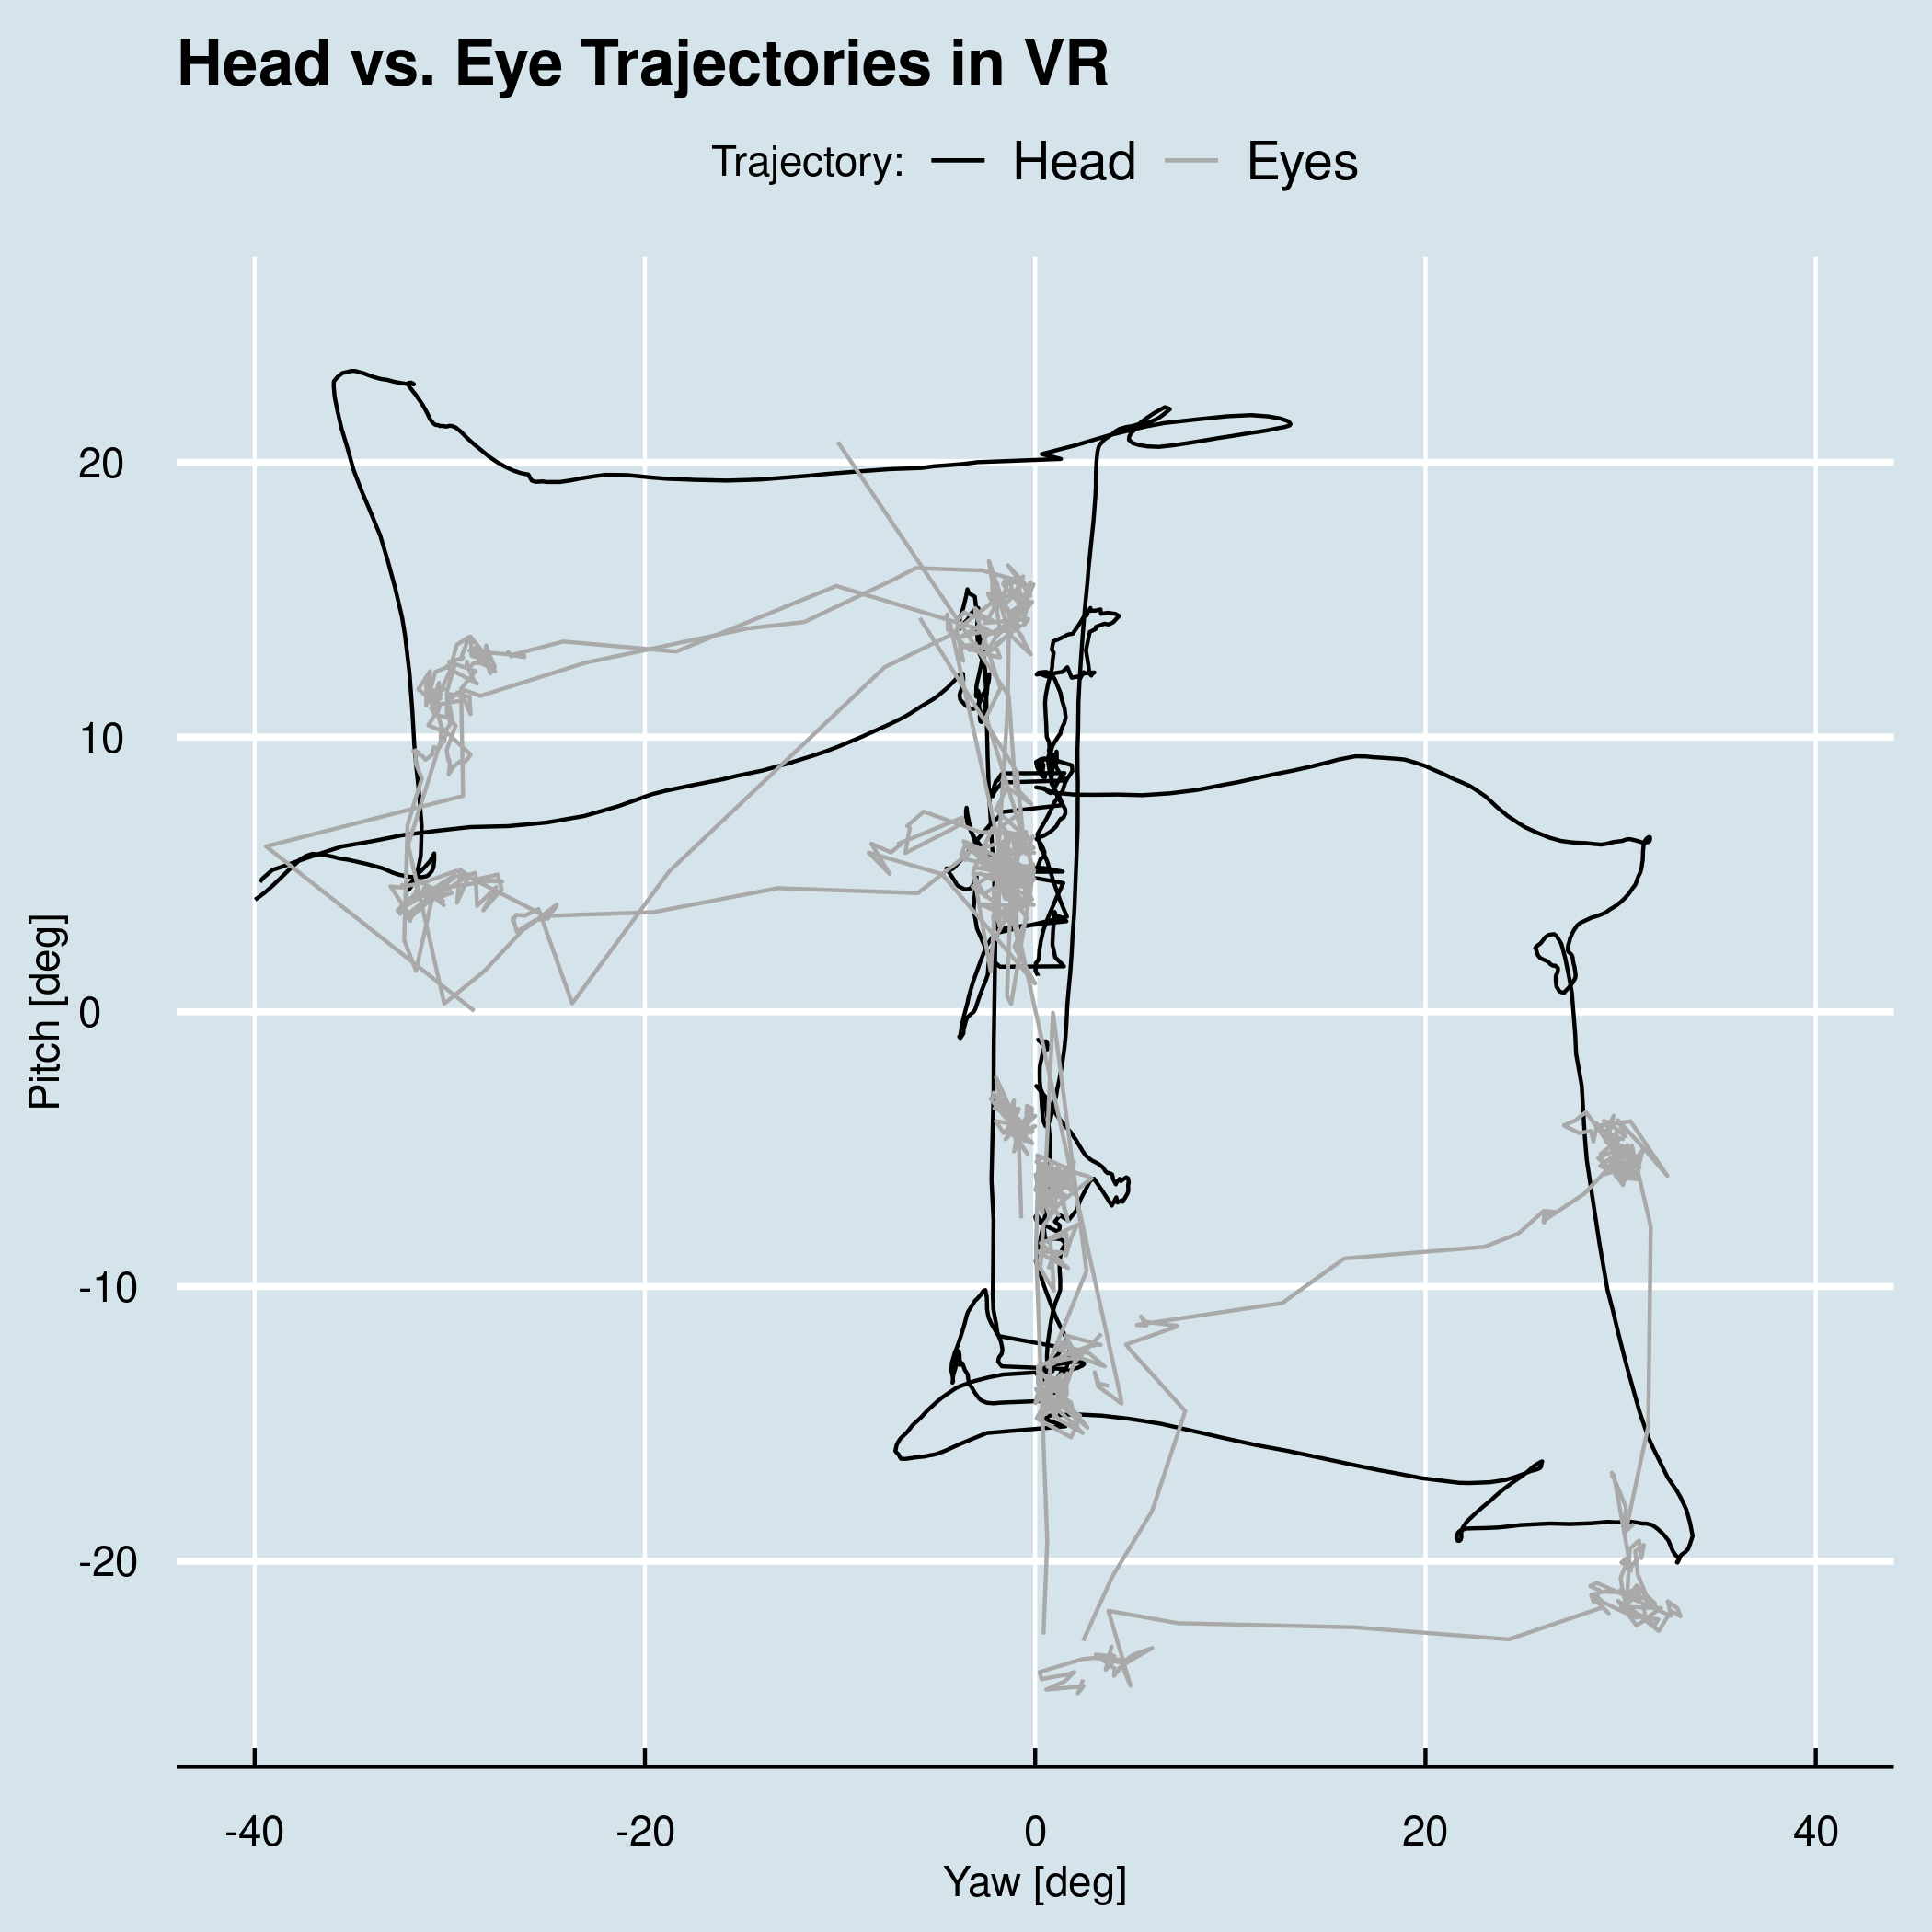 Head vs. Eye Trajectories in VR
Trajectory: Head Eyes
20
10
0
-10
-20
Pitch [deg]
-40 -20 0 20 40
Yaw [deg]